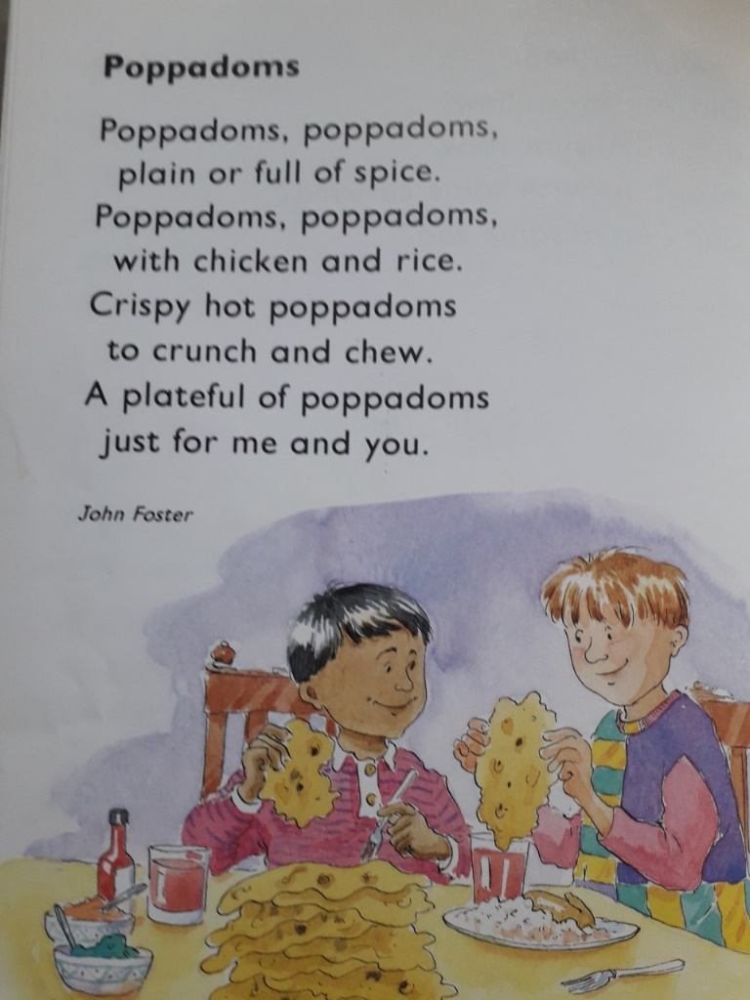 Poppadoms
Poppadoms, poppadoms,
plain or full of spice.
Poppadoms, poppadoms,
with chicken and rice.
Crispy hot poppadoms
to crunch and chew.
A plateful of poppadoms
just for me and you.
John Foster